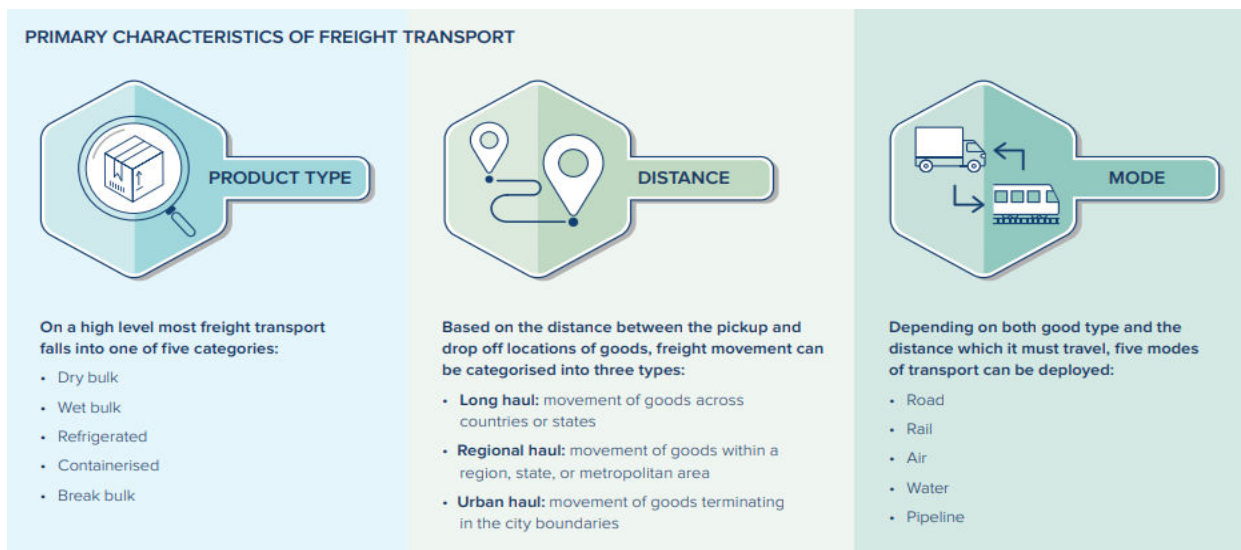 PRIMARY CHARACTERISTICS OF FREIGHT TRANSPORT
PRODUCT TYPE
On a high level most freight transport
falls into one of five categories:
• Dry bulk
• Wet bulk
• Refrigerated
• Containerised
• Break bulk
DISTANCE
Based on the distance between the pickup and
drop off locations of goods, freight movement can
be categorised into three types:
• Long haul: movement of goods across
countries or states
• Regional haul: movement of goods within a
region, state, or metropolitan area
• Urban haul: movement of goods terminating
in the city boundaries
MODE
Depending on both good type and the
distance which it must travel, five modes
of transport can be deployed:
• Road
• Rail
• Air
• Water
• Pipeline